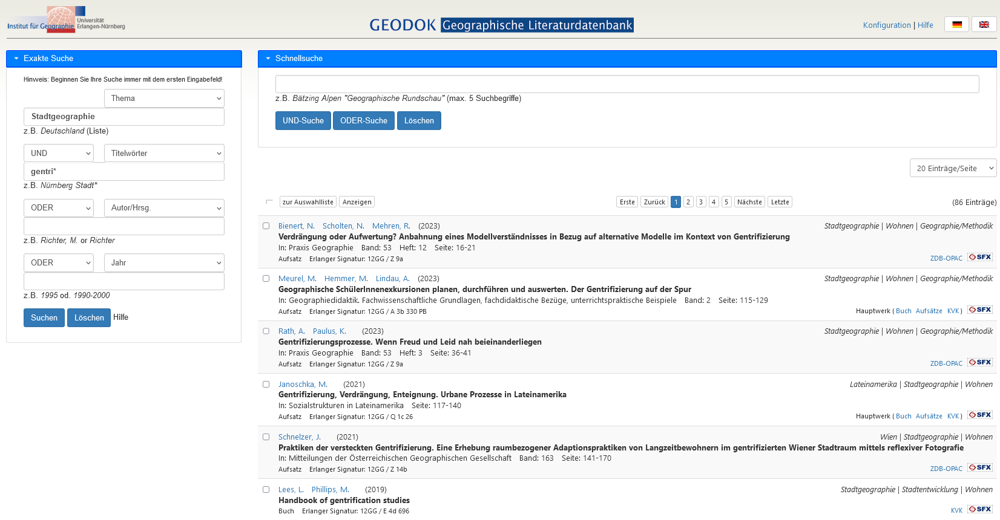 Institut für Geographie
Universität
Erlangen-Nürnberg
GEODOK Geographische Literaturdatenbank
Konfiguration | Hilfe
Exakte Suche
Hinweis: Beginnen Sie Ihre Suche immer mit dem ersten Eingabefeld!
Thema
Stadtgeographie
z.B. Deutschland (Liste)
UND Titelwörter
gentri*
z.B. Nürnberg Stadt*
ODER Autor/Hrsg.
z.B. Richter, M. or Richter
ODER Jahr
z.B. 1995 od. 1990-2000
Suchen Löschen Hilfe
Schnellsuche
z.B. Bätzing Alpen "Geographische Rundschau" (max. 5 Suchbegriffe)
UND-Suche ODER-Suche Löschen
20 Einträge/Seite
zur Auswahlliste Anzeigen Erste Zurück 1 2 3 4 5 Nächste Letzte (86 Einträge)
Bienert, N. Scholten, N. Mehren, R. (2023) Stadtgeographie | Wohnen | Geographie/Methodik
Verdrängung oder Aufwertung? Anbahnung eines Modellverständnisses in Bezug auf alternative Modelle im Kontext von Gentrifizierung
In: Praxis Geographie Band: 53 Heft: 12 Seite: 16-21
Aufsatz Erlanger Signatur: 12GG / Z 9a ZDB-OPAC SFX
Meurel, M. Hemmer, M. Lindau, A. (2023) Stadtgeographie | Wohnen | Geographie/Methodik
Geographische SchülerInnenexkursionen planen, durchführen und auswerten. Der Gentrifizierung auf der Spur
In: Geographiedidaktik. Fachwissenschaftliche Grundlagen, fachdidaktische Bezüge, unterrichtspraktische Beispiele Band: 2 Seite: 115-129
Aufsatz Erlanger Signatur: 12GG / A 3b 330 PB Hauptwerk ( Buch Aufsätze KVK ) SFX
Rath, A. Paulus, K. (2023) Stadtgeographie | Wohnen | Geographie/Methodik
Gentrifizierungsprozesse. Wenn Freud und Leid nah beieinanderliegen
In: Praxis Geographie Band: 53 Heft: 3 Seite: 36-41
Aufsatz Erlanger Signatur: 12GG / Z 9a ZDB-OPAC SFX
Janoschka, M. (2021) Lateinamerika | Stadtgeographie | Wohnen
Gentrifizierung, Verdrängung, Enteignung. Urbane Prozesse in Lateinamerika
In: Sozialstrukturen in Lateinamerika Seite: 117-140
Aufsatz Erlanger Signatur: 12GG / Q 1c 26 Hauptwerk ( Buch Aufsätze KVK ) SFX
Schnelzer, J. (2021) Wien | Stadtgeographie | Wohnen
Praktiken der versteckten Gentrifizierung. Eine Erhebung raumbezogener Adaptionspraktiken von Langzeitbewohnern im gentrifizierten Wiener Stadtraum mittels reflexiver Fotografie
In: Mitteilungen der Österreichischen Geographischen Gesellschaft Band: 163 Seite: 141-170
Aufsatz Erlanger Signatur: 12GG / Z 14b ZDB-OPAC SFX
Lees, L. Phillips, M. (2019) Stadtgeographie | Stadtentwicklung | Wohnen
Handbook of gentrification studies
Buch Erlanger Signatur: 12GG / E 4d 696 KVK SFX